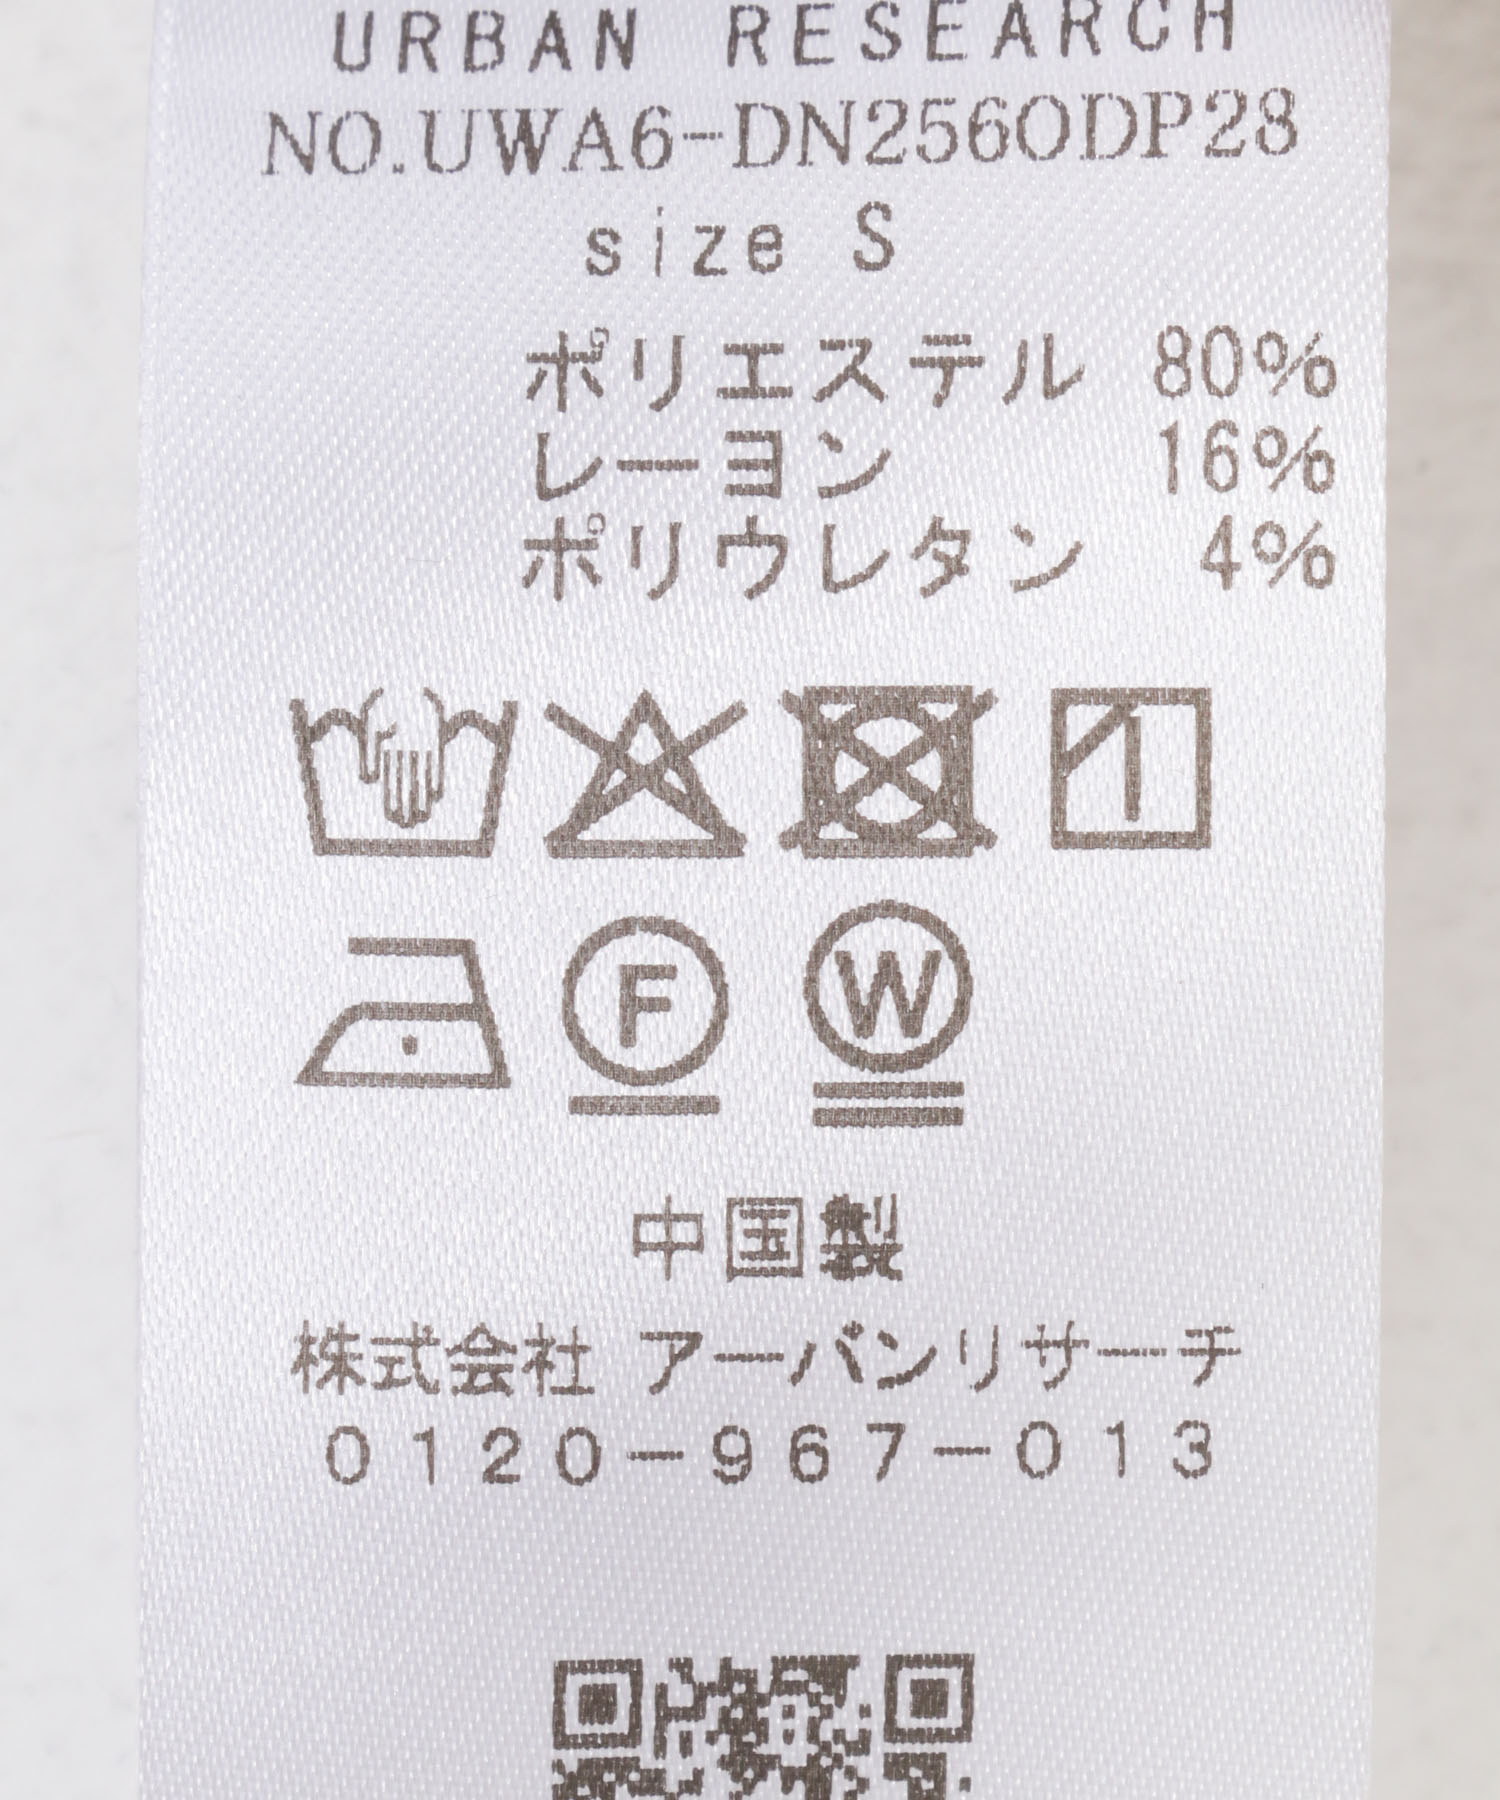 URBAN RESEARCH
NO.UWA6-DN2560DP28
size S
ポリエステル 80%
レーヨン 16%
ポリウレタン 4%
F
W
中国製
株式会社 アーバンリサーチ
0120-967-013